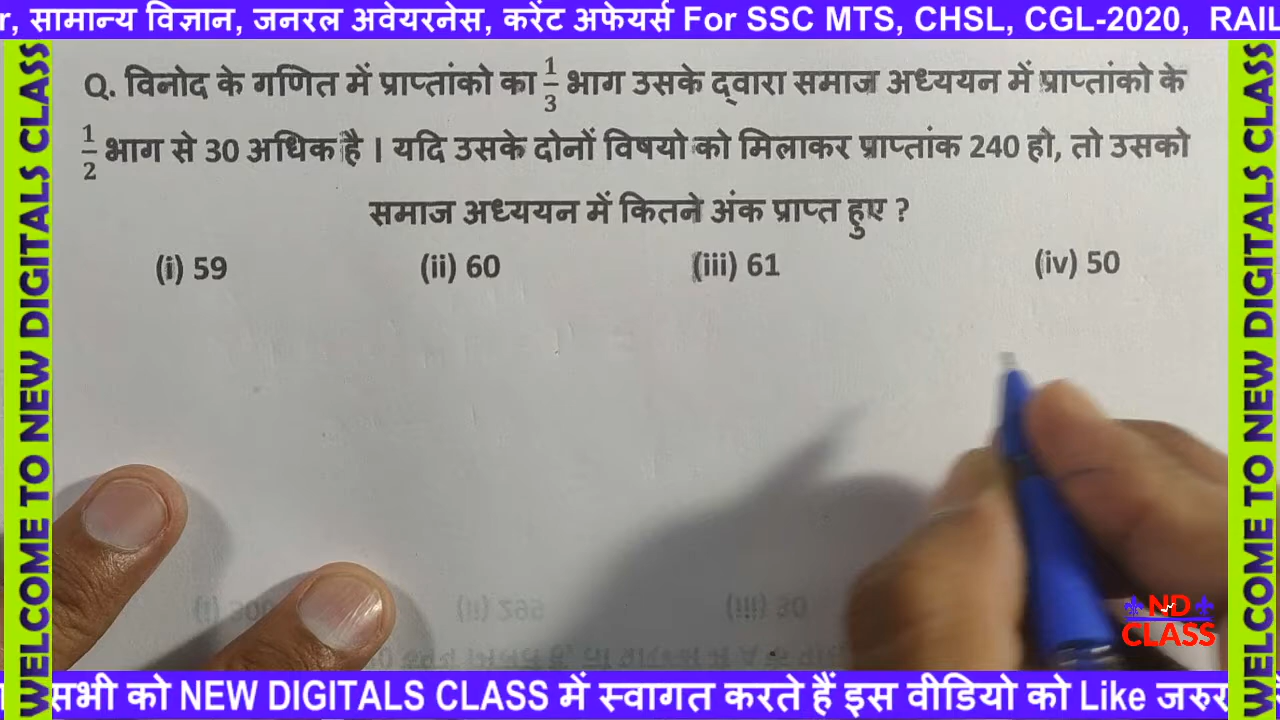 r, सामान्य विज्ञान, जनरल अवेयरनेस, करेंट अफेयर्स For SSC MTS, CHSL, CGL-2020, RAIL
WELCOME TO NEW DIGITALS CLASS
Q. विनोद के गणित में प्राप्तांको का 1/3 भाग उसके द्वारा समाज अध्ययन में प्राप्तांको के
1/2 भाग से 30 अधिक है । यदि उसके दोनों विषयो को मिलाकर प्राप्तांक 240 हो, तो उसको
समाज अध्ययन में कितने अंक प्राप्त हुए ?
(i) 59 (ii) 60 (iii) 61 (iv) 50
ND
CLASS
WELCOME TO NEW DIGITALS CLASS
सभी को NEW DIGITALS CLASS में स्वागत करते हैं इस वीडियो को Like जरुर